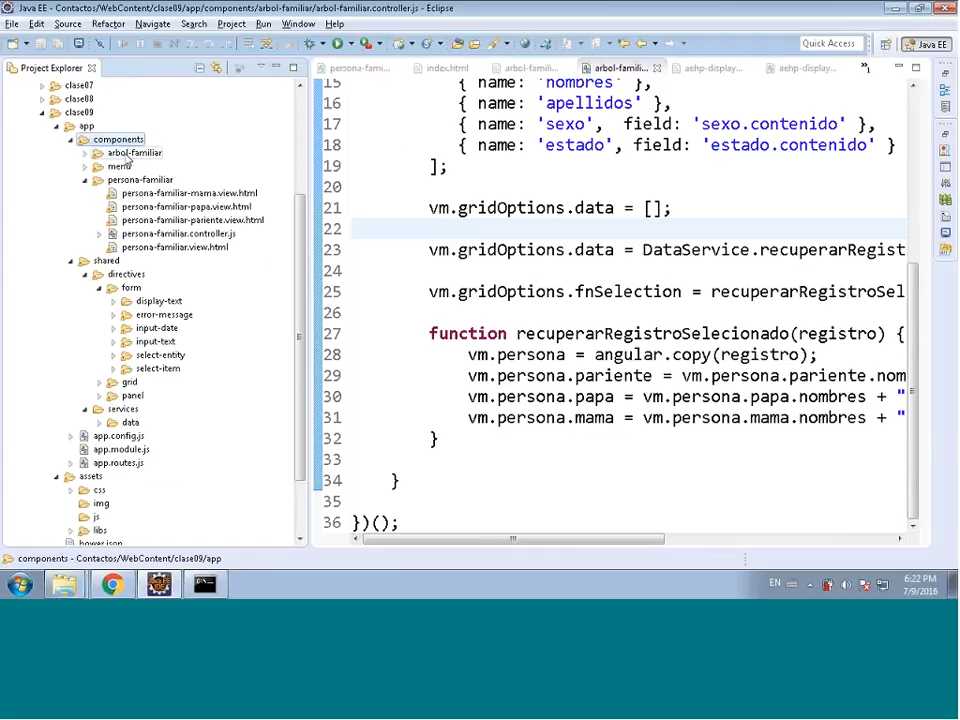 Java EE - Contactos/WebContent/clase09/app/components/arbol-familiar/arbol-familiar.controller.js - Eclipse
File Edit Source Refactor Navigate Search Project Run Window Help
Quick Access
Java EE
Project Explorer
clase07
clase08
clase09
app
components
arbol-familiar
menu
persona-familiar
persona-familiar-mama.view.html
persona-familiar-papa.view.html
persona-familiar-pariente.view.html
persona-familiar.controller.js
persona-familiar.view.html
shared
directives
form
display-text
error-message
input-date
input-text
select-entity
select-item
grid
panel
services
data
app.config.js
app.module.js
app.routes.js
assets
css
img
js
libs
bower.json
persona-fami... index.html arbol-familiar... arbol-famili... aehp-display... aehp-display...
15 { name: 'nombres' },
16 { name: 'apellidos' },
17 { name: 'sexo', field: 'sexo.contenido' },
18 { name: 'estado', field: 'estado.contenido' }
19 ];
20
21 vm.gridOptions.data = [];
22
23 vm.gridOptions.data = DataService.recuperarRegist
24
25 vm.gridOptions.fnSelection = recuperarRegistroSel
26
27 function recuperarRegistroSelecionado(registro) {
28 vm.persona = angular.copy(registro);
29 vm.persona.pariente = vm.persona.pariente.nom
30 vm.persona.papa = vm.persona.papa.nombres + "
31 vm.persona.mama = vm.persona.mama.nombres + "
32 }
33
34 }
35
36 })();
components - Contactos/WebContent/clase09/app
EN
6:22 PM
7/9/2016